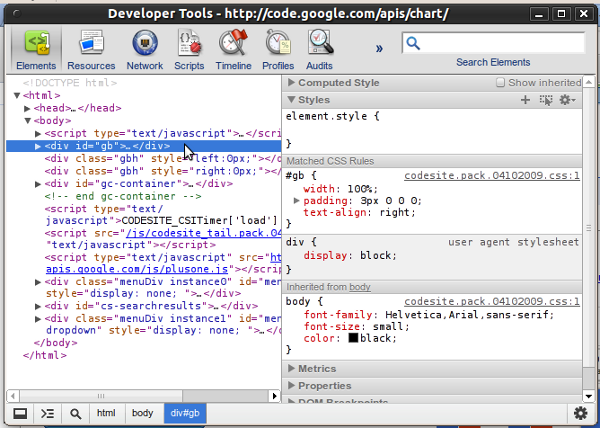 Developer Tools - http://code.google.com/apis/chart/
Elements Resources Network Scripts Timeline Profiles Audits » Search Elements
<!DOCTYPE html>
▼<html>
▶<head>…</head>
▼<body>
▶<script type="text/javascript">…</scri
▶<div id="gb">…</div>
<div class="gbh" style="left:0px;"></d
<div class="gbh" style="right:0px;"></
▶<div id="gc-container">…</div>
<!-- end gc-container -->
<script type="text/
javascript">CODESITE_CSITimer['load']
<script src="/js/codesite_tail.pack.04
"text/javascript"></script>
<script type="text/javascript" src="ht
apis.google.com/js/plusone.js"></scrip
▶<div class="menuDiv instance0" id="me
style="display: none; ">…</div>
▶<div id="cs-searchresults">…</div>
▶<div class="menuDiv instance1" id="me
dropdown" style="display: none; ">…</d
</body>
</html>
▶ Computed Style Show inherited
▼ Styles
element.style {
}
Matched CSS Rules
#gb { codesite.pack.04102009.css:1
width: 100%;
▶ padding: 3px 0 0 0;
text-align: right;
}
div { user agent stylesheet
display: block;
}
Inherited from body
body { codesite.pack.04102009.css:1
font-family: Helvetica,Arial,sans-serif;
font-size: small;
color: black;
}
▶ Metrics
▶ Properties
▶ DOM Breakpoints
html body div#gb